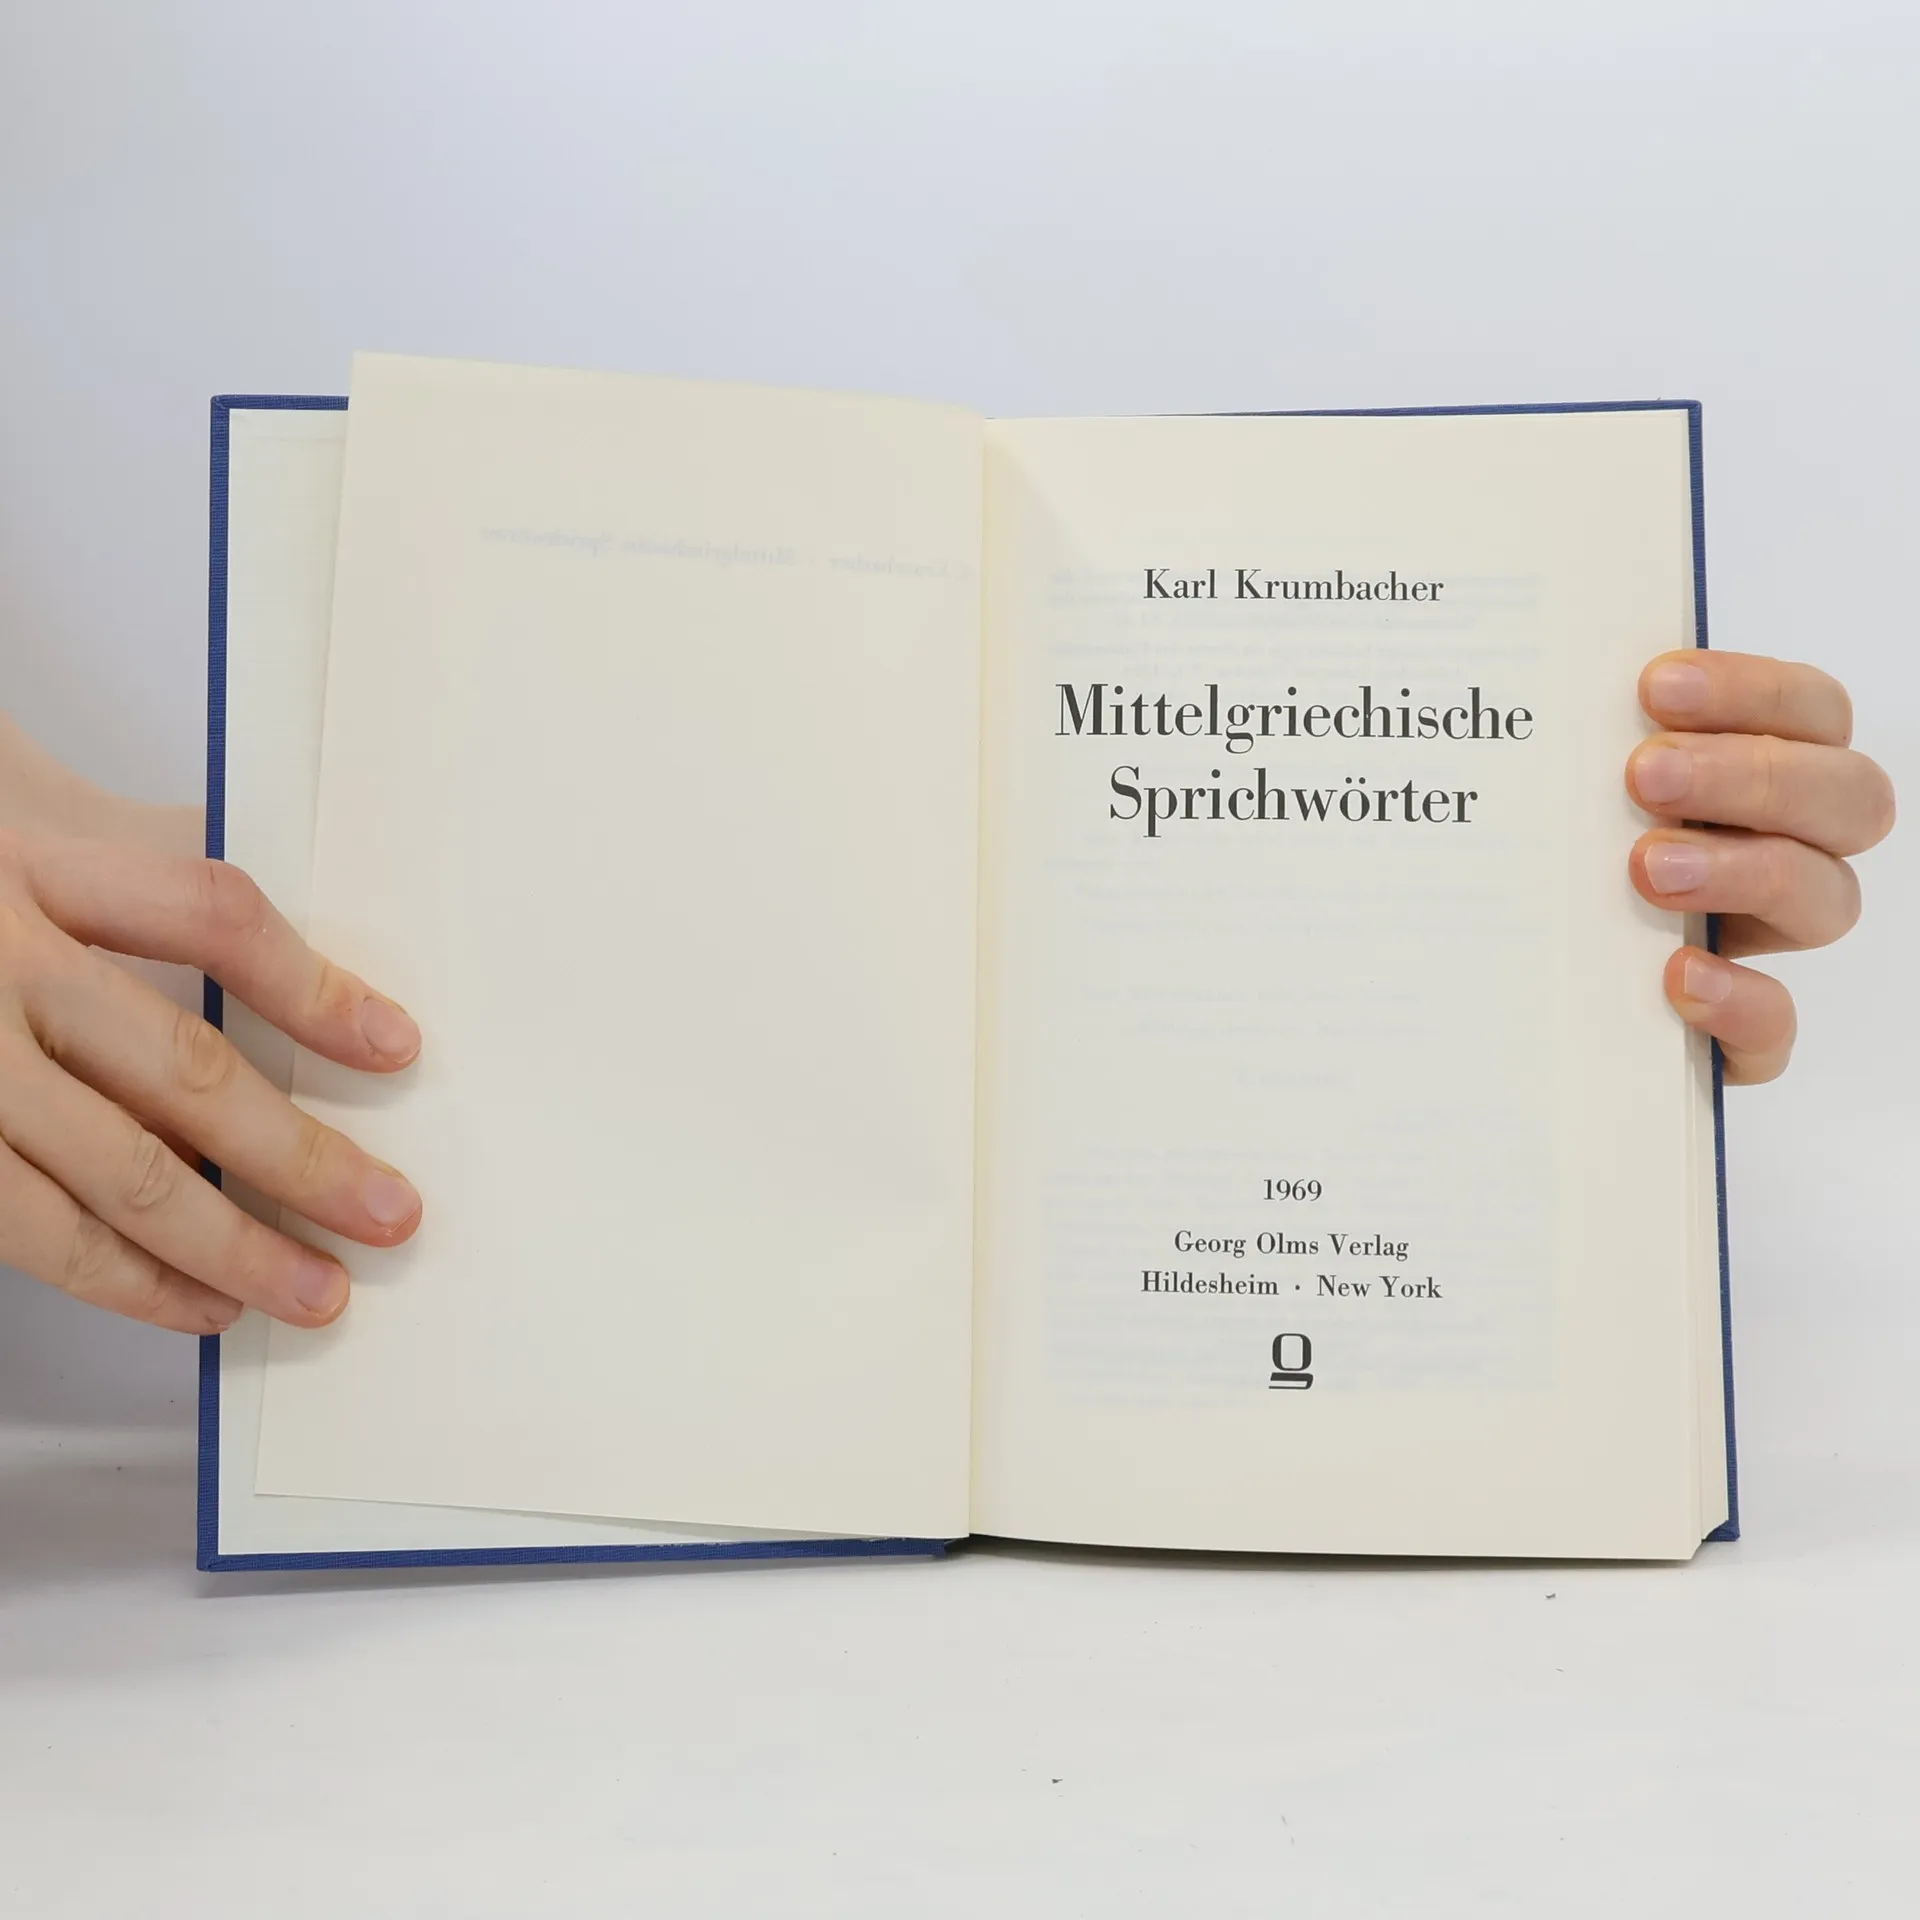 Karl Krumbacher
Mittelgriechische
Sprichwörter
1969
Georg Olms Verlag
Hildesheim · New York